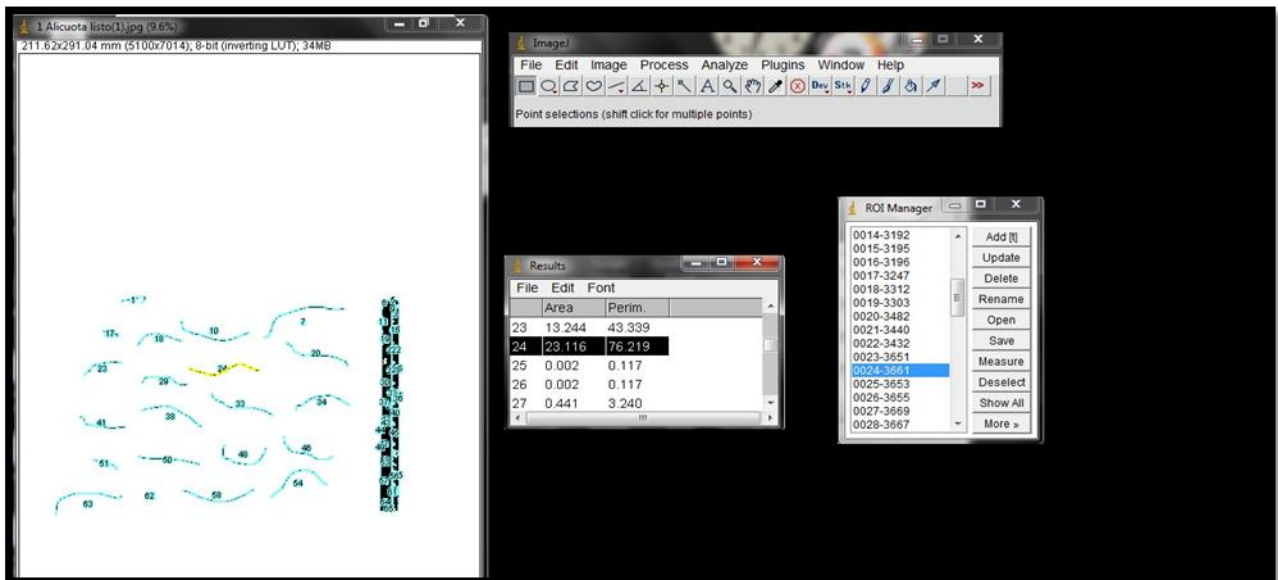 1 Alicuota listo(1).jpg (9.6%)
211.62x291.04 mm (5100x7014); 8-bit (inverting LUT); 34MB
7
10
17
18
20
23
24
29
33
34
38
41
46
48
50
51
54
58
62
63
ImageJ
File Edit Image Process Analyze Plugins Window Help
Dev Stk >>
Point selections (shift click for multiple points)
Results
File Edit Font
Area Perim.
23 13.244 43.339
24 23.116 76.219
25 0.002 0.117
26 0.002 0.117
27 0.441 3.240
ROI Manager
0014-3192
0015-3195
0016-3196
0017-3247
0018-3312
0019-3303
0020-3482
0021-3440
0022-3432
0023-3651
0024-3661
0025-3653
0026-3655
0027-3669
0028-3667
Add [t]
Update
Delete
Rename
Open
Save
Measure
Deselect
Show All
More »